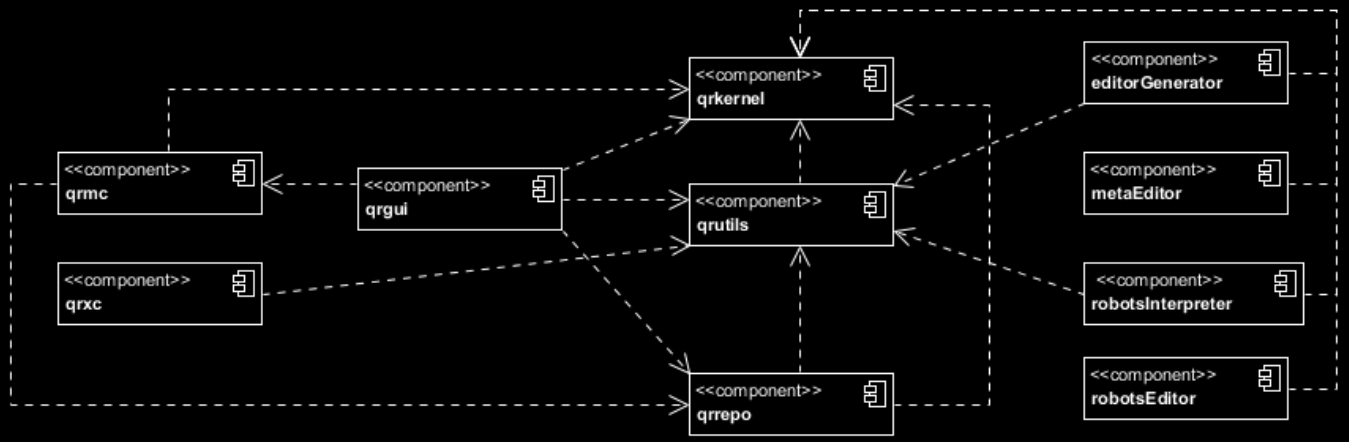 <<component>>
qrkernel
<<component>>
editorGenerator
<<component>>
qrmc
<<component>>
qrgui
<<component>>
qrutils
<<component>>
metaEditor
<<component>>
qrxc
<<component>>
robotsInterpreter
<<component>>
qrrepo
<<component>>
robotsEditor